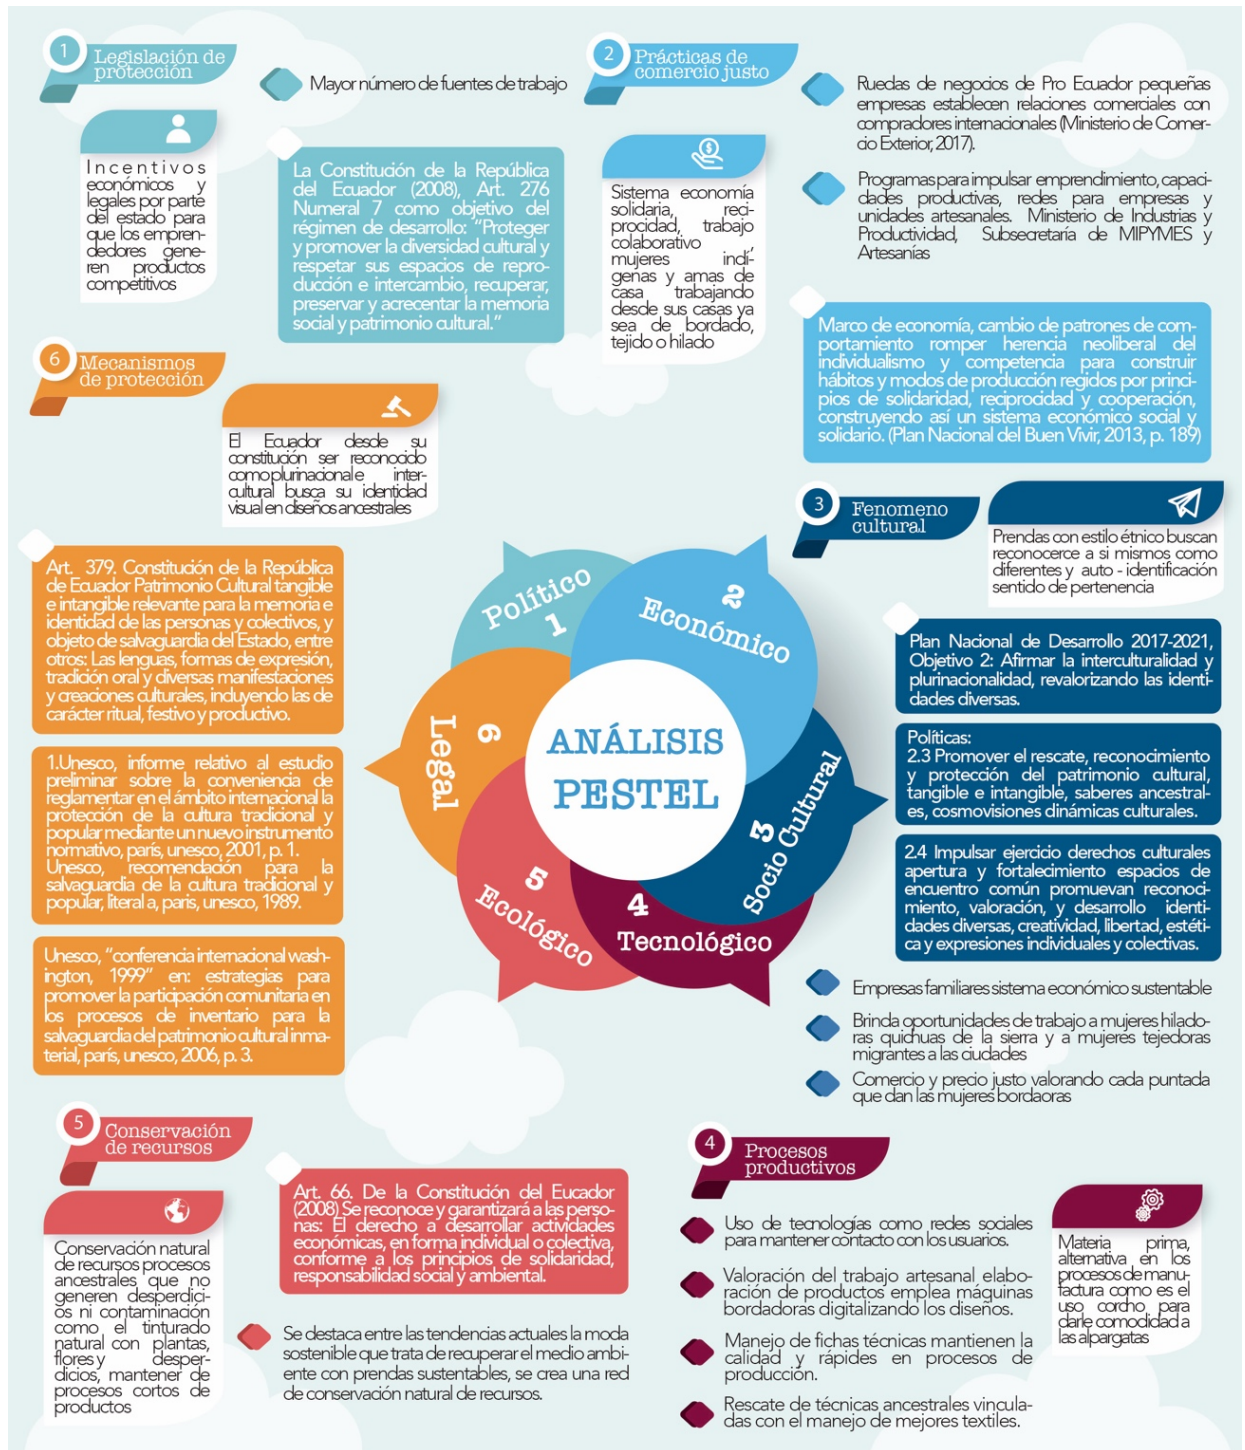 1
Legislación de
protección
Mayor número de fuentes de trabajo
Incentivos
económicos y
legales por parte
del estado para
que los empren-
dedores gene-
ren productos
competitivos
La Constitución de la República
del Ecuador (2008), Art. 276
Numeral 7 como objetivo del
régimen de desarrollo: "Proteger
y promover la diversidad cultural y
respetar sus espacios de repro-
ducción e intercambio, recuperar,
preservar y acrecentar la memoria
social y patrimonio cultural."
2
Prácticas de
comercio justo
Sistema economía
solidaria, reci-
procidad, trabajo
colaborativo ,
mujeres indí-
genas y amas de
casa trabajando
desde sus casas ya
sea de bordado,
tejido o hilado
Ruedas de negocios de Pro Ecuador pequeñas
empresas establecen relaciones comerciales con
compradores internacionales (Ministerio de Comer-
cio Exterior, 2017).
Programas para impulsar emprendimiento, capaci-
dades productivas, redes para empresas y
unidades artesanales. Ministerio de Industrias y
Productividad, Subsecretaría de MIPYMES y
Artesanías
Marco de economía, cambio de patrones de com-
portamiento romper herencia neoliberal del
individualismo y competencia para construir
hábitos y modos de producción regidos por princi-
pios de solidaridad, reciprocidad y cooperación,
construyendo así un sistema económico social y
solidario. (Plan Nacional del Buen Vivir, 2013, p. 189)
6
Mecanismos
de protección
El Ecuador desde su
constitución ser reconocido
como plurinacional e inter-
cultural busca su identidad
visual en diseños ancestrales
Art. 379. Constitución de la República
de Ecuador Patrimonio Cultural tangible
e intangible relevante para la memoria e
identidad de las personas y colectivos, y
objeto de salvaguardia del Estado, entre
otros: Las lenguas, formas de expresión,
tradición oral y diversas manifestaciones
y creaciones culturales, incluyendo las de
carácter ritual, festivo y productivo.
1.Unesco, informe relativo al estudio
preliminar sobre la conveniencia de
reglamentar en el ámbito internacional la
protección de la cultura tradicional y
popular mediante un nuevo instrumento
normativo, parís, unesco, 2001, p. 1.
Unesco, recomendación para la
salvaguardia de la cultura tradicional y
popular, literal a, paris, unesco, 1989.
Unesco, "conferencia internacional wash-
ington, 1999" en: estrategias para
promover la participación comunitaria en
los procesos de inventario para la
salvaguardia del patrimonio cultural inma-
terial, parís, unesco, 2006, p. 3.
Político
1
2
Económico
3
Socio Cultural
4
Tecnológico
5
Ecológico
6
Legal
ANÁLISIS
PESTEL
3
Fenomeno
cultural
Prendas con estilo étnico buscan
reconocerce a si mismos como
diferentes y auto - identificación
sentido de pertenencia
Plan Nacional de Desarrollo 2017-2021,
Objetivo 2: Afirmar la interculturalidad y
plurinacionalidad, revalorizando las identi-
dades diversas.
Políticas:
2.3 Promover el rescate, reconocimiento
y protección del patrimonio cultural,
tangible e intangible, saberes ancestral-
es, cosmovisiones dinámicas culturales.
2.4 Impulsar ejercicio derechos culturales
apertura y fortalecimiento espacios de
encuentro común promuevan reconoci-
miento, valoración, y desarrollo identi-
dades diversas, creatividad, libertad, estéti-
ca y expresiones individuales y colectivas.
Empresas familiares sistema económico sustentable
Brinda oportunidades de trabajo a mujeres hilado-
ras quichuas de la sierra y a mujeres tejedoras
migrantes a las ciudades
Comercio y precio justo valorando cada puntada
que dan las mujeres bordaoras
5
Conservación
de recursos
Conservación natural
de recursos procesos
ancestrales que no
generen desperdici-
os ni contaminación
como el tinturado
natural con plantas,
flores y desper-
dicios, mantener de
procesos cortos de
productos
Art. 66. De la Constitución del Eucador
(2008) Se reconoce y garantizará a las perso-
nas: El derecho a desarrollar actividades
económicas, en forma individual o colectiva,
conforme a los principios de solidaridad,
responsabilidad social y ambiental.
Se destaca entre las tendencias actuales la moda
sostenible que trata de recuperar el medio ambi-
ente con prendas sustentables, se crea una red
de conservación natural de recursos.
4
Procesos
productivos
Uso de tecnologías como redes sociales
para mantener contacto con los usuarios.
Valoración del trabajo artesanal elabo-
ración de productos emplea máquinas
bordadoras digitalizando los diseños.
Manejo de fichas técnicas mantienen la
calidad y rápides en procesos de
producción.
Rescate de técnicas ancestrales vincula-
das con el manejo de mejores textiles.
Materia prima,
alternativa en los
procesos de manu-
factura como es el
uso corcho para
darle comodidad a
las alpargatas